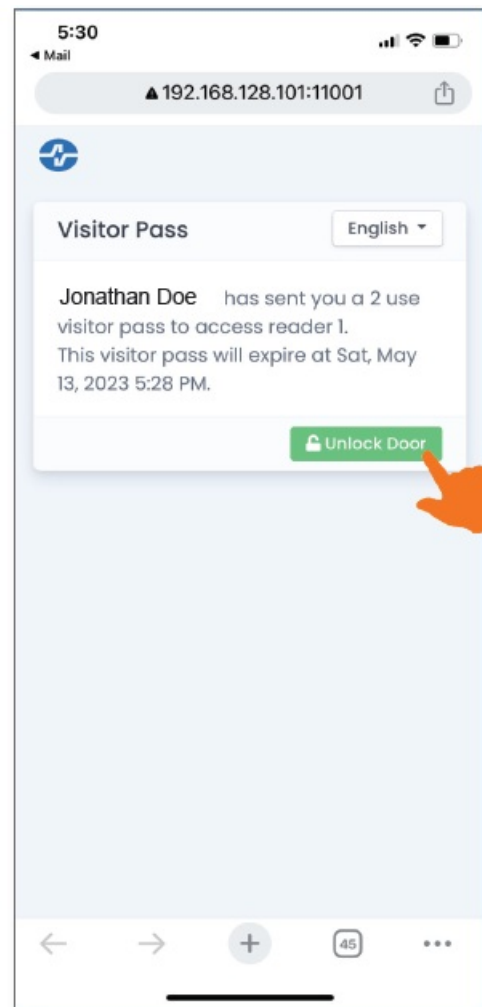 5:30
Mail
192.168.128.101:11001
Visitor Pass
English
Jonathan Doe has sent you a 2 use
visitor pass to access reader 1.
This visitor pass will expire at Sat, May
13, 2023 5:28 PM.
Unlock Door
45